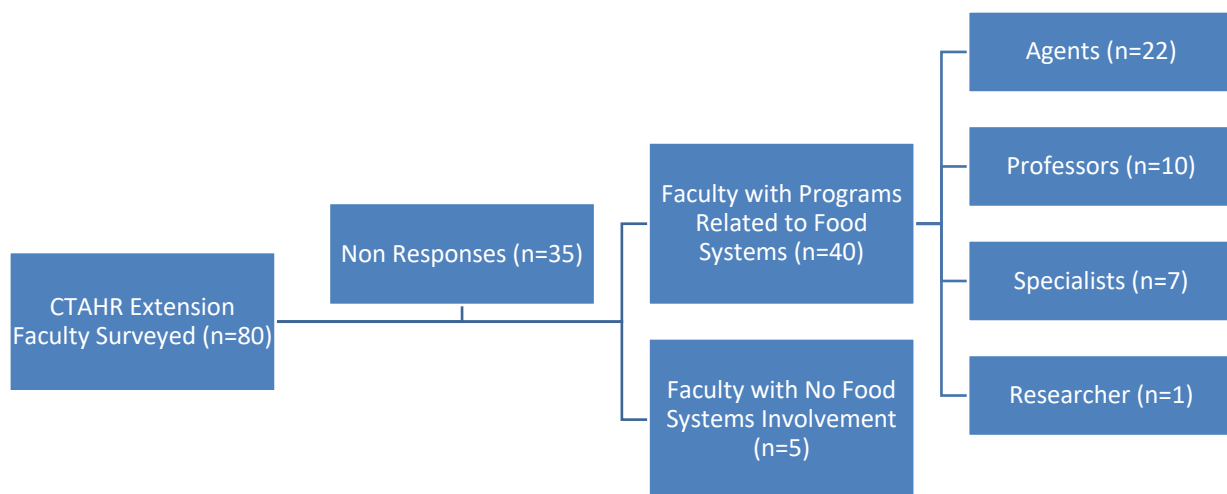 CTAHR Extension
Faculty Surveyed (n=80)
Non Responses (n=35)
Faculty with Programs
Related to Food
Systems (n=40)
Faculty with No Food
Systems Involvement
(n=5)
Agents (n=22)
Professors (n=10)
Specialists (n=7)
Researcher (n=1)